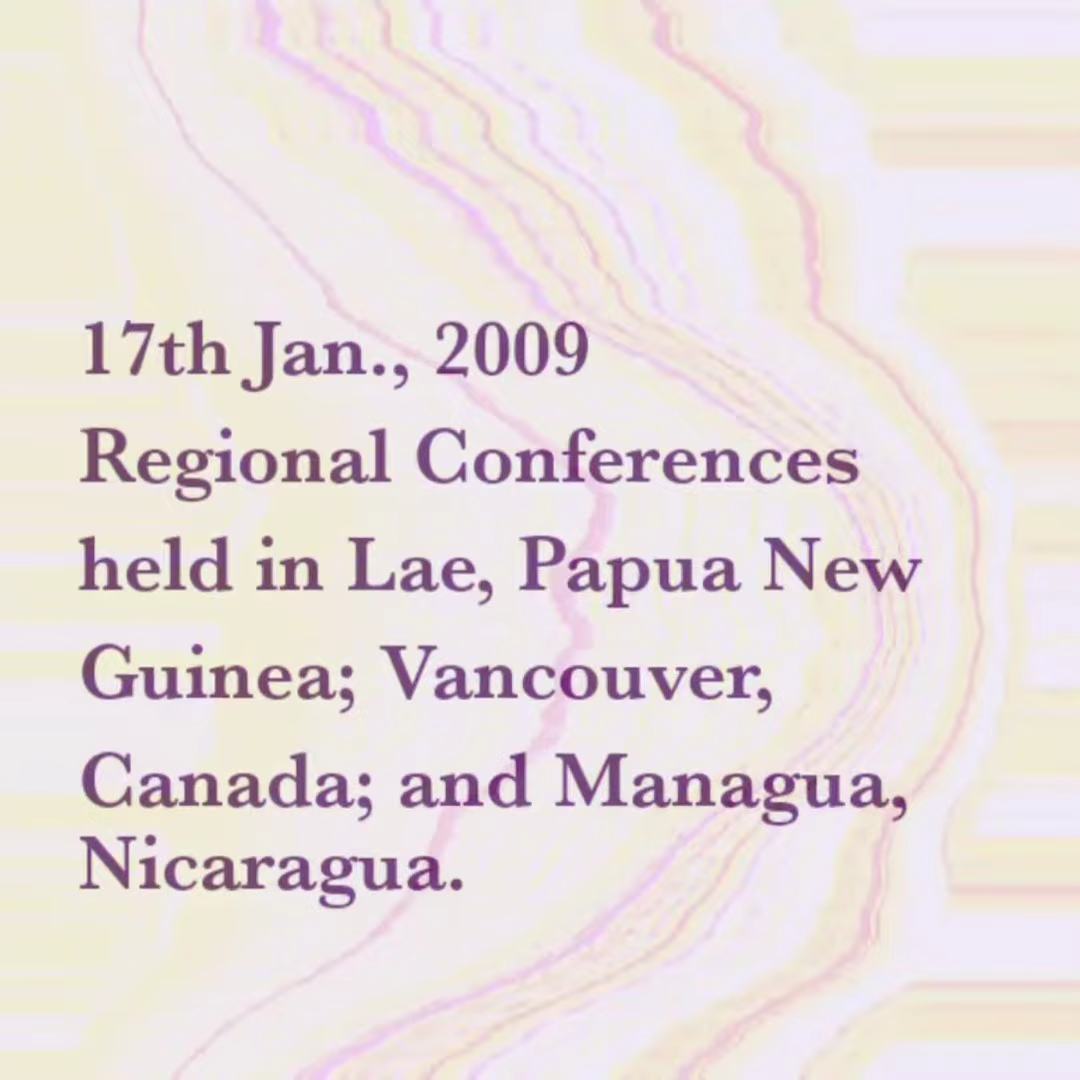 17th Jan., 2009
Regional Conferences
held in Lae, Papua New
Guinea; Vancouver,
Canada; and Managua,
Nicaragua.